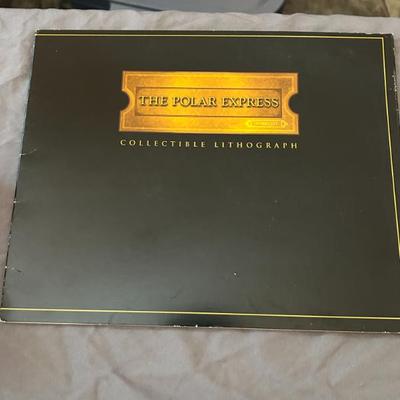 THE POLAR EXPRESS
COLLECTIBLE LITHOGRAPH